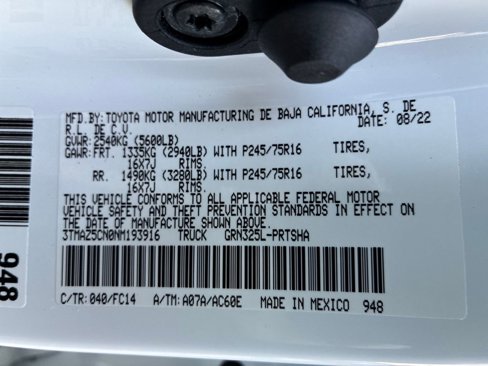 MFD.BY: TOYOTA MOTOR MANUFACTURING DE BAJA CALIFORNIA, S. DE
R.L. DE C.V. DATE: 08/22
GVWR: 2540KG (5600LB)
GAWR: FRT. 1335KG (2940LB) WITH P245/75R16 TIRES,
16X7J RIMS.
RR. 1490KG (3280LB) WITH P245/75R16 TIRES,
16X7J RIMS.
THIS VEHICLE CONFORMS TO ALL APPLICABLE FEDERAL MOTOR
VEHICLE SAFETY AND THEFT PREVENTION STANDARDS IN EFFECT ON
THE DATE OF MANUFACTURE SHOWN ABOVE.
3TMAZ5CN0NM193916 TRUCK GRN325L-PRTSHA
C/TR: 040/FC14 A/TM: A07A/AC60E MADE IN MEXICO 948
948